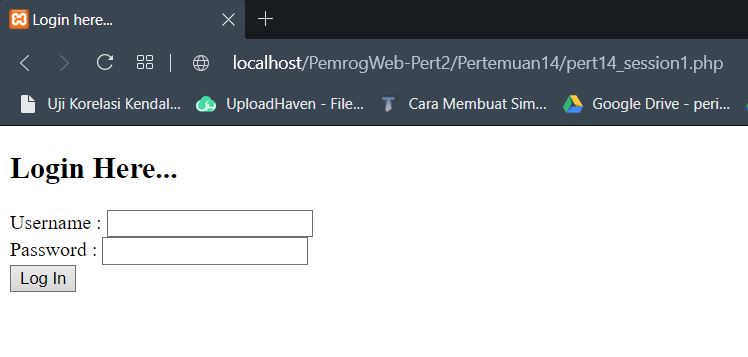 Login here...
localhost/PemrogWeb-Pert2/Pertemuan14/pert14_session1.php
Uji Korelasi Kendal... UploadHaven - File... Cara Membuat Sim... Google Drive - peri...
Login Here...
Username :
Password :
Log In